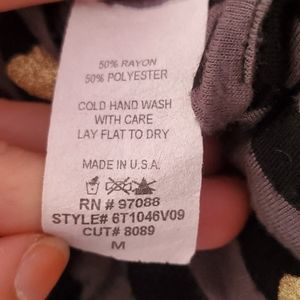 50% RAYON
50% POLYESTER
COLD HAND WASH
WITH CARE
LAY FLAT TO DRY
MADE IN U.S.A.
RN # 97088
STYLE# 6T1046V09
CUT# 8089
M